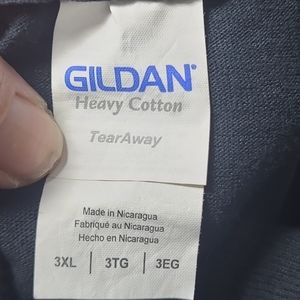 GILDAN®
Heavy Cotton
TearAway
Made in Nicaragua
Fabriqué au Nicaragua
Hecho en Nicaragua
3XL | 3TG | 3EG